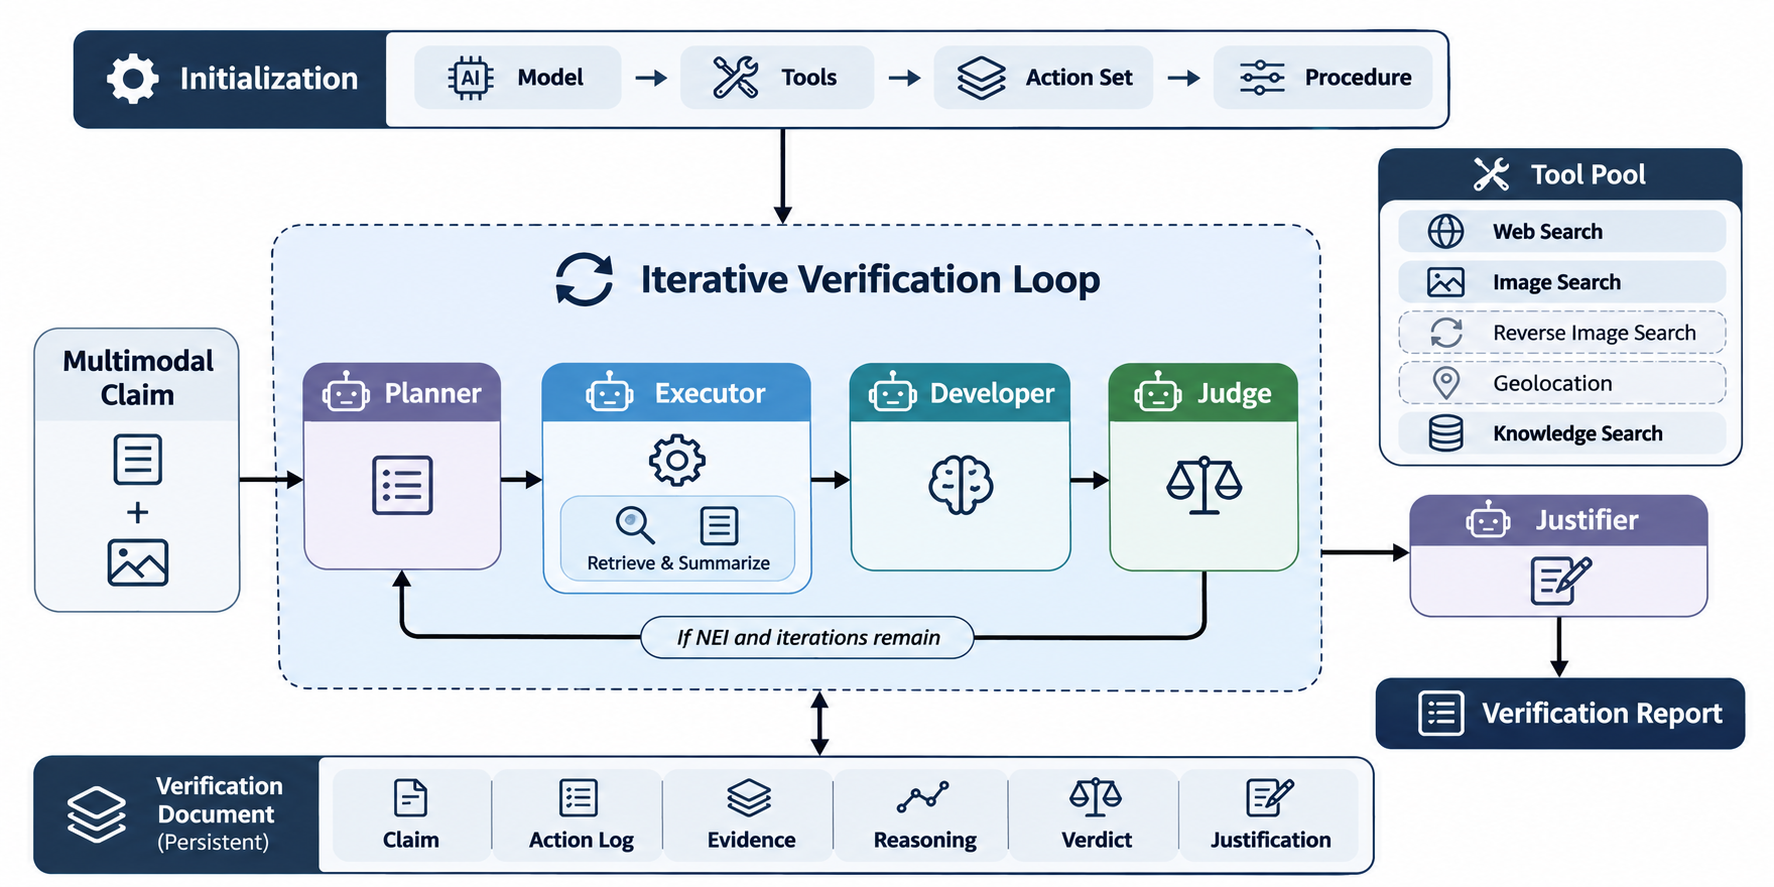 Initialization
AI
Model
Tools
Action Set
Procedure
Tool Pool
Web Search
Image Search
Reverse Image Search
Geolocation
Knowledge Search
Iterative Verification Loop
Multimodal
Claim
+
Planner
Executor
Retrieve & Summarize
Developer
Judge
If NEI and iterations remain
Justifier
Verification Report
Verification
Document
(Persistent)
Claim
Action Log
Evidence
Reasoning
Verdict
Justification